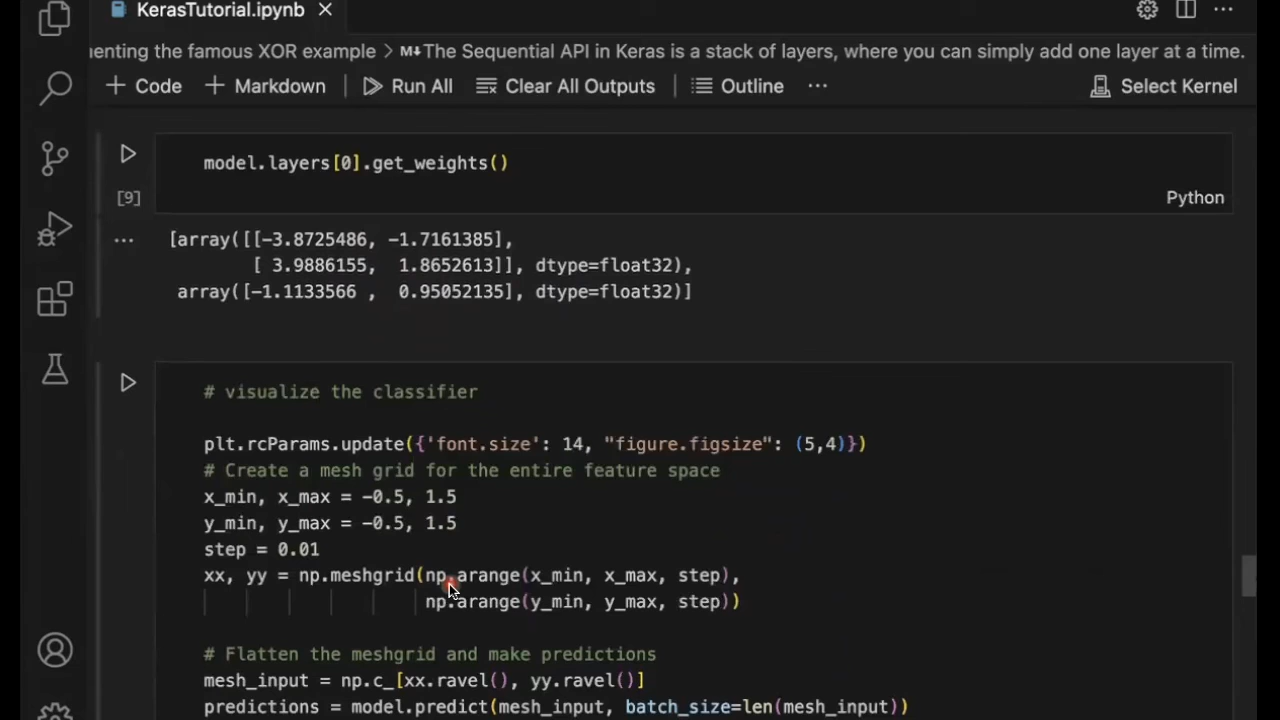 KerasTutorial.ipynb
enting the famous XOR example > M↓The Sequential API in Keras is a stack of layers, where you can simply add one layer at a time.
+ Code + Markdown Run All Clear All Outputs Outline ... Select Kernel
model.layers[0].get_weights()
[9]
Python
[array([[-3.8725486, -1.7161385],
[ 3.9886155, 1.8652613]], dtype=float32),
array([-1.1133566 , 0.95052135], dtype=float32)]
# visualize the classifier
plt.rcParams.update({'font.size': 14, "figure.figsize": (5,4)})
# Create a mesh grid for the entire feature space
x_min, x_max = -0.5, 1.5
y_min, y_max = -0.5, 1.5
step = 0.01
xx, yy = np.meshgrid(np.arange(x_min, x_max, step),
np.arange(y_min, y_max, step))
# Flatten the meshgrid and make predictions
mesh_input = np.c_[xx.ravel(), yy.ravel()]
predictions = model.predict(mesh_input, batch_size=len(mesh_input))